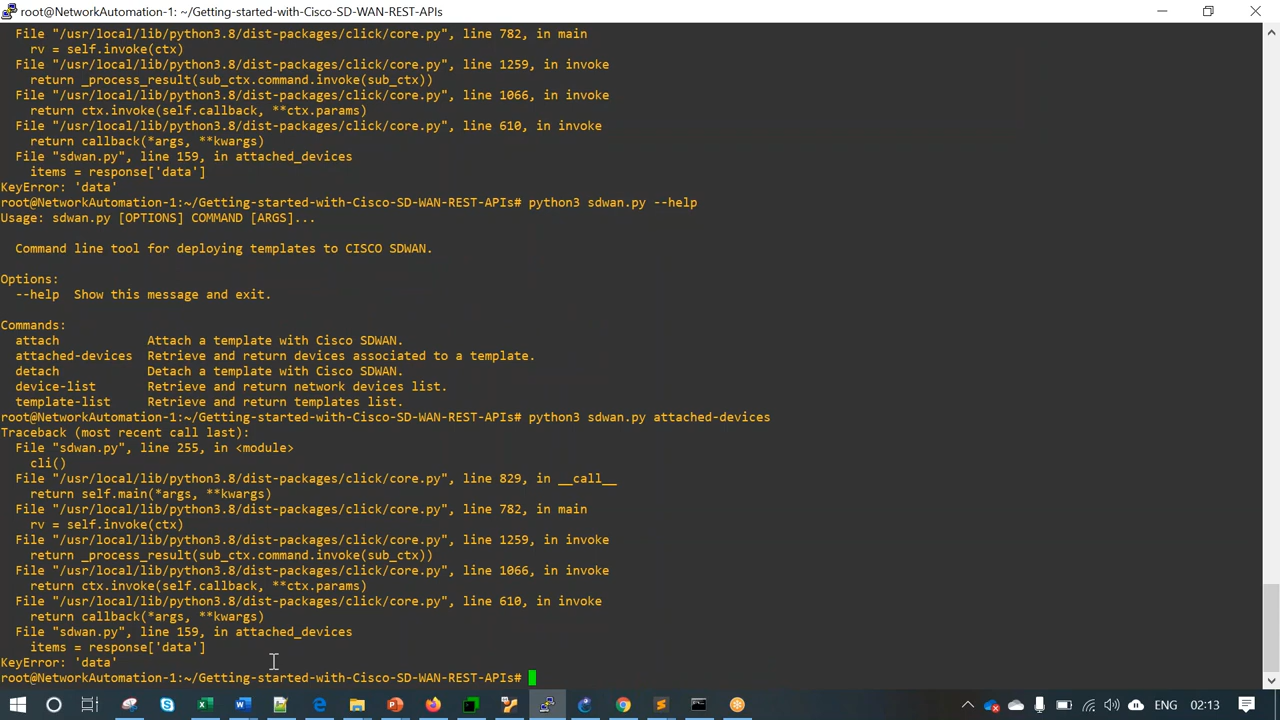 root@NetworkAutomation-1: ~/Getting-started-with-Cisco-SD-WAN-REST-APIs
  File "/usr/local/lib/python3.8/dist-packages/click/core.py", line 782, in main
    rv = self.invoke(ctx)
  File "/usr/local/lib/python3.8/dist-packages/click/core.py", line 1259, in invoke
    return _process_result(sub_ctx.command.invoke(sub_ctx))
  File "/usr/local/lib/python3.8/dist-packages/click/core.py", line 1066, in invoke
    return ctx.invoke(self.callback, **ctx.params)
  File "/usr/local/lib/python3.8/dist-packages/click/core.py", line 610, in invoke
    return callback(*args, **kwargs)
  File "sdwan.py", line 159, in attached_devices
    items = response['data']
KeyError: 'data'
root@NetworkAutomation-1:~/Getting-started-with-Cisco-SD-WAN-REST-APIs# python3 sdwan.py --help
Usage: sdwan.py [OPTIONS] COMMAND [ARGS]...
  Command line tool for deploying templates to CISCO SDWAN.
Options:
  --help  Show this message and exit.
Commands:
  attach            Attach a template with Cisco SDWAN.
  attached-devices  Retrieve and return devices associated to a template.
  detach            Detach a template with Cisco SDWAN.
  device-list       Retrieve and return network devices list.
  template-list     Retrieve and return templates list.
root@NetworkAutomation-1:~/Getting-started-with-Cisco-SD-WAN-REST-APIs# python3 sdwan.py attached-devices
Traceback (most recent call last):
  File "sdwan.py", line 255, in <module>
    cli()
  File "/usr/local/lib/python3.8/dist-packages/click/core.py", line 829, in __call__
    return self.main(*args, **kwargs)
  File "/usr/local/lib/python3.8/dist-packages/click/core.py", line 782, in main
    rv = self.invoke(ctx)
  File "/usr/local/lib/python3.8/dist-packages/click/core.py", line 1259, in invoke
    return _process_result(sub_ctx.command.invoke(sub_ctx))
  File "/usr/local/lib/python3.8/dist-packages/click/core.py", line 1066, in invoke
    return ctx.invoke(self.callback, **ctx.params)
  File "/usr/local/lib/python3.8/dist-packages/click/core.py", line 610, in invoke
    return callback(*args, **kwargs)
  File "sdwan.py", line 159, in attached_devices
    items = response['data']
KeyError: 'data'
root@NetworkAutomation-1:~/Getting-started-with-Cisco-SD-WAN-REST-APIs#
ENG 02:13